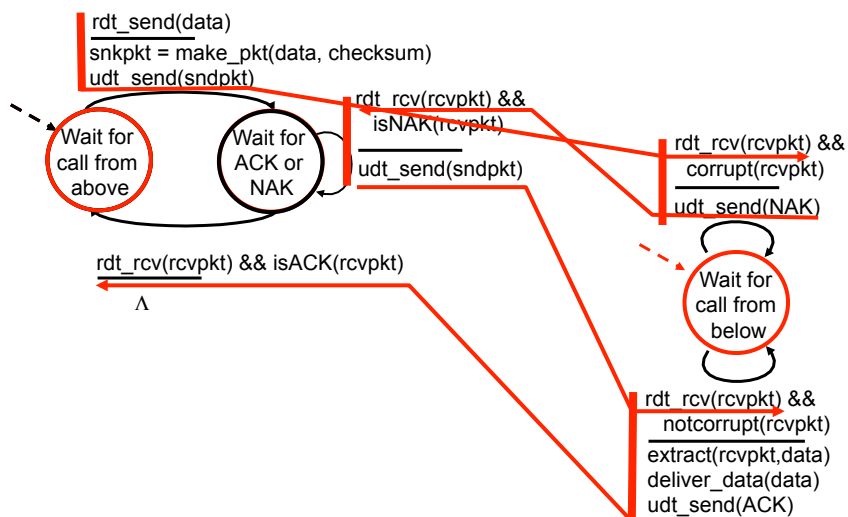 rdt_send(data)
snkpkt = make_pkt(data, checksum)
udt_send(sndpkt)
Wait for
call from
above
Wait for
ACK or
NAK
rdt_rcv(rcvpkt) &&
isNAK(rcvpkt)
udt_send(sndpkt)
rdt_rcv(rcvpkt) && isACK(rcvpkt)
Λ
rdt_rcv(rcvpkt) &&
corrupt(rcvpkt)
udt_send(NAK)
Wait for
call from
below
rdt_rcv(rcvpkt) &&
notcorrupt(rcvpkt)
extract(rcvpkt,data)
deliver_data(data)
udt_send(ACK)